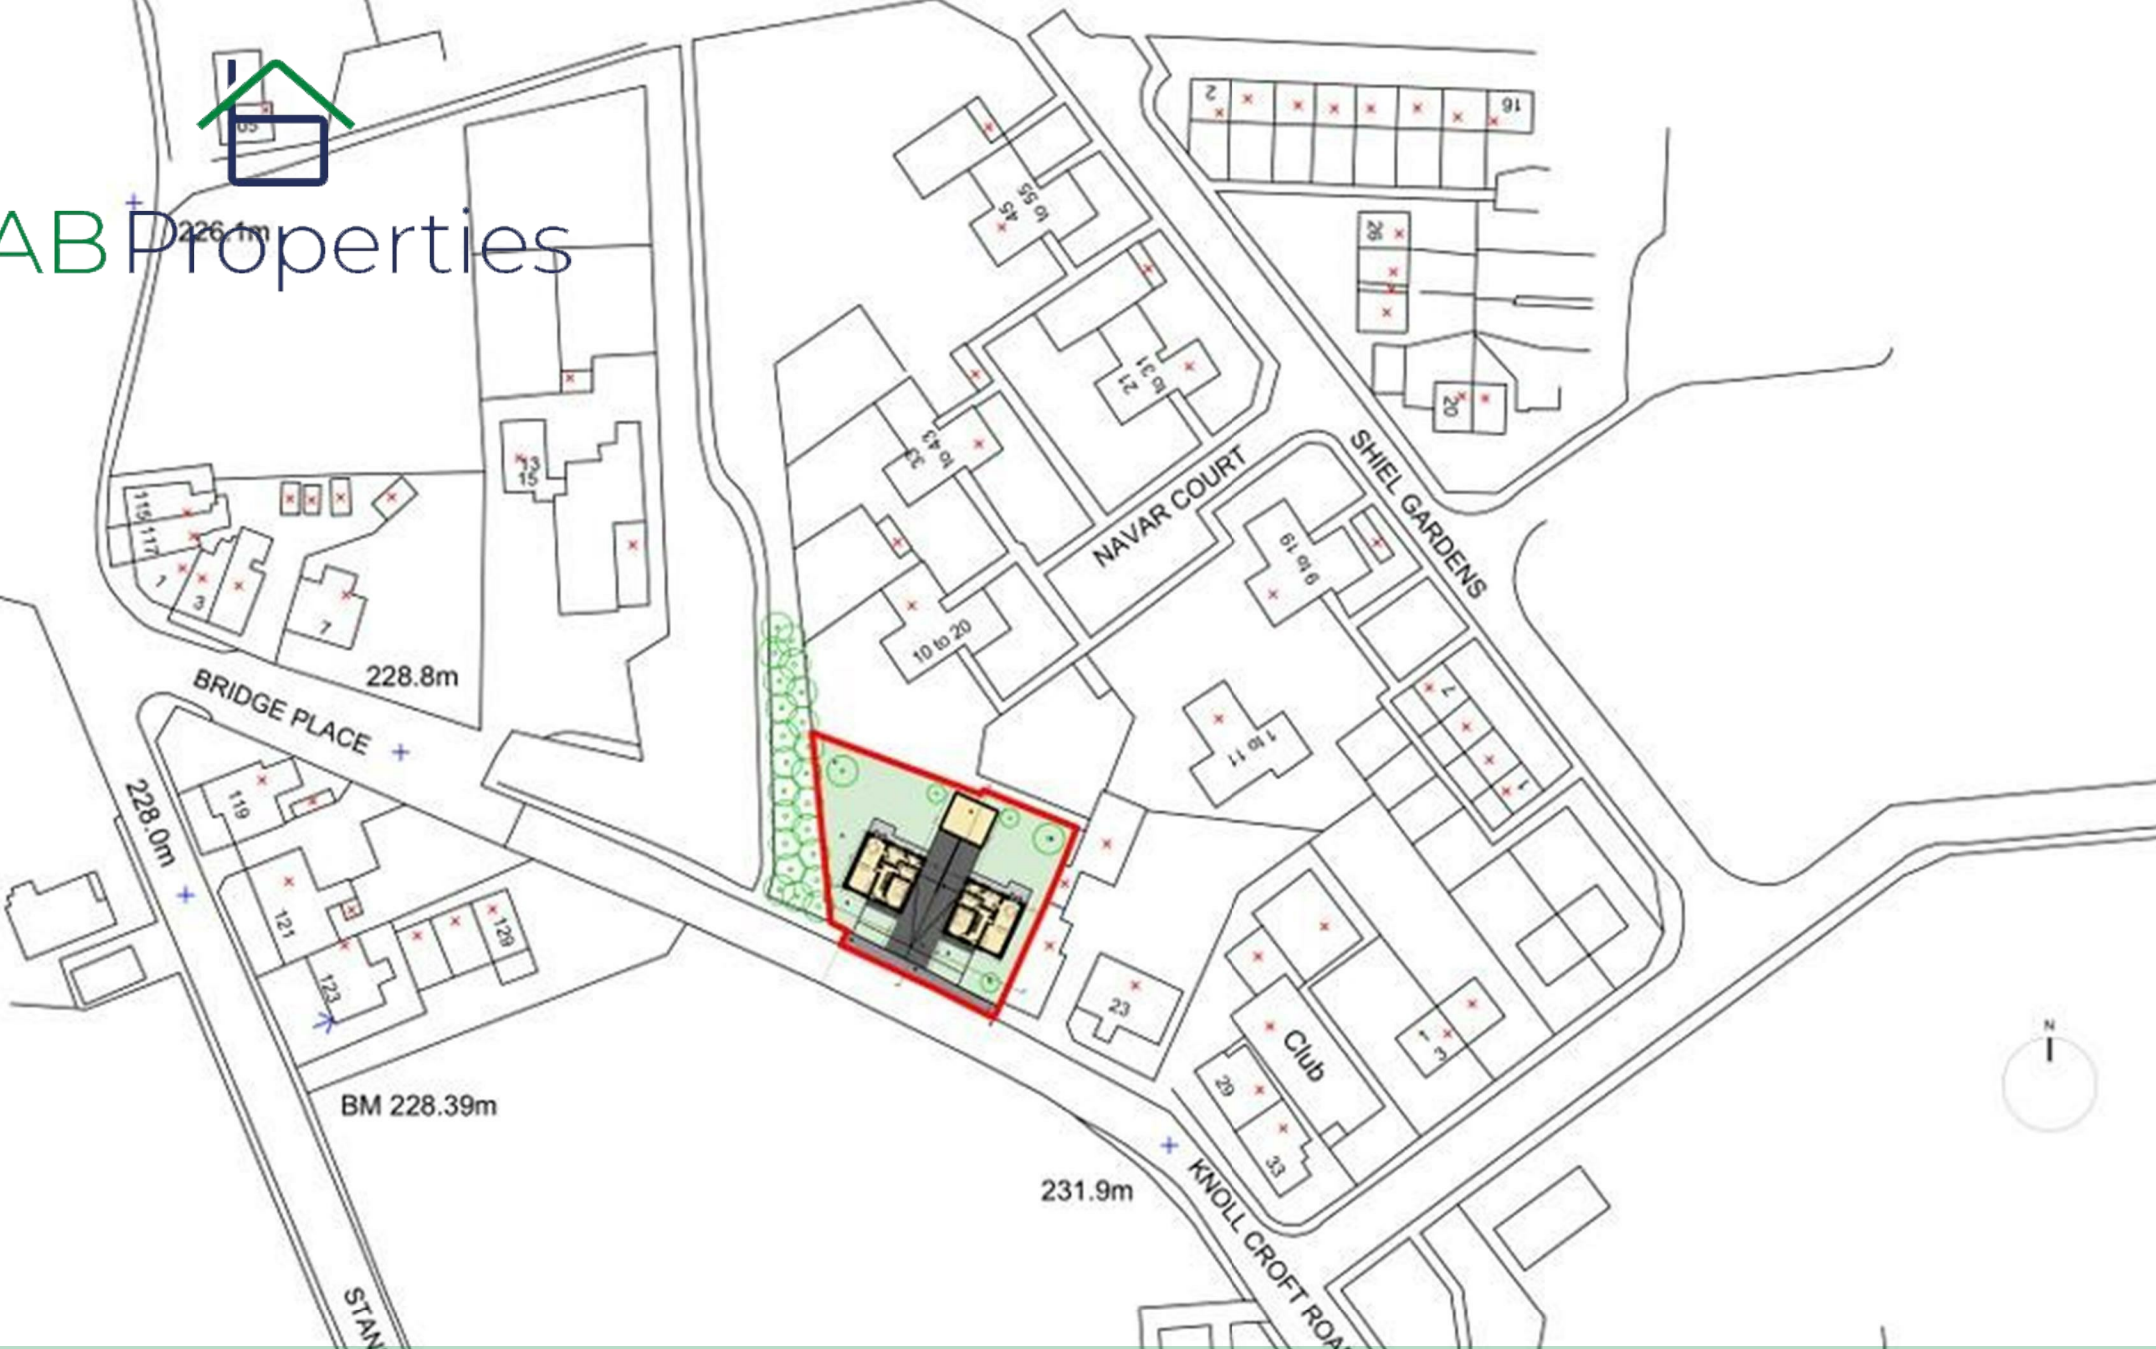 AB Properties
226.1m
2
16
45
to 55
26
21
to 31
20
33
to 43
13
15
115
117
1
3
7
NAVAR COURT
SHIEL GARDENS
9 to 19
10 to 20
228.8m
BRIDGE PLACE
7
1
1 to 11
228.0m
119
121
123
129
23
Club
1
3
29
33
N
BM 228.39m
231.9m
KNOLL CROFT ROA
STAN